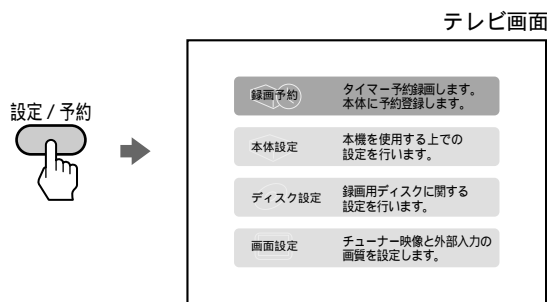 テレビ画面
設定 / 予約
録画予約
タイマー予約録画します。
本体に予約登録します。
本体設定
本機を使用する上での
設定を行います。
ディスク設定
録画用ディスクに関する
設定を行います。
画面設定
チューナー映像と外部入力の
画質を設定します。